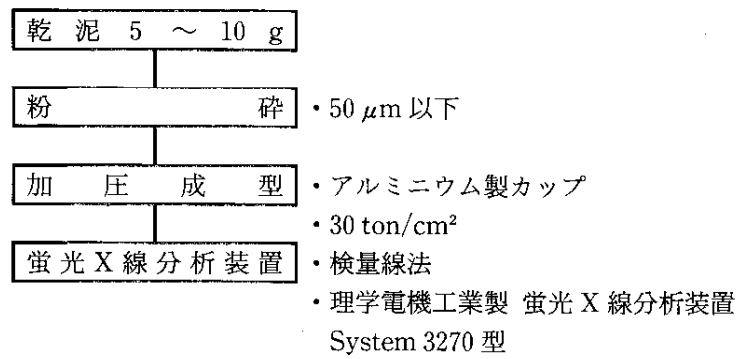 乾泥5～10g
粉砕 ・50 μm 以下
加圧成型 ・アルミニウム製カップ
・30 ton/cm²
蛍光X線分析装置 ・検量線法
・理学電機工業製 蛍光 X 線分析装置
System 3270 型